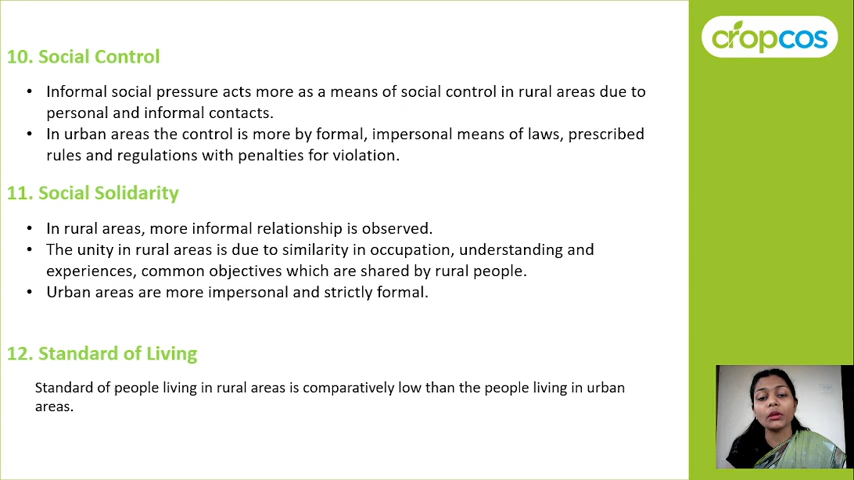 cropcos
10. Social Control
• Informal social pressure acts more as a means of social control in rural areas due to
personal and informal contacts.
• In urban areas the control is more by formal, impersonal means of laws, prescribed
rules and regulations with penalties for violation.
11. Social Solidarity
• In rural areas, more informal relationship is observed.
• The unity in rural areas is due to similarity in occupation, understanding and
experiences, common objectives which are shared by rural people.
• Urban areas are more impersonal and strictly formal.
12. Standard of Living
Standard of people living in rural areas is comparatively low than the people living in urban
areas.